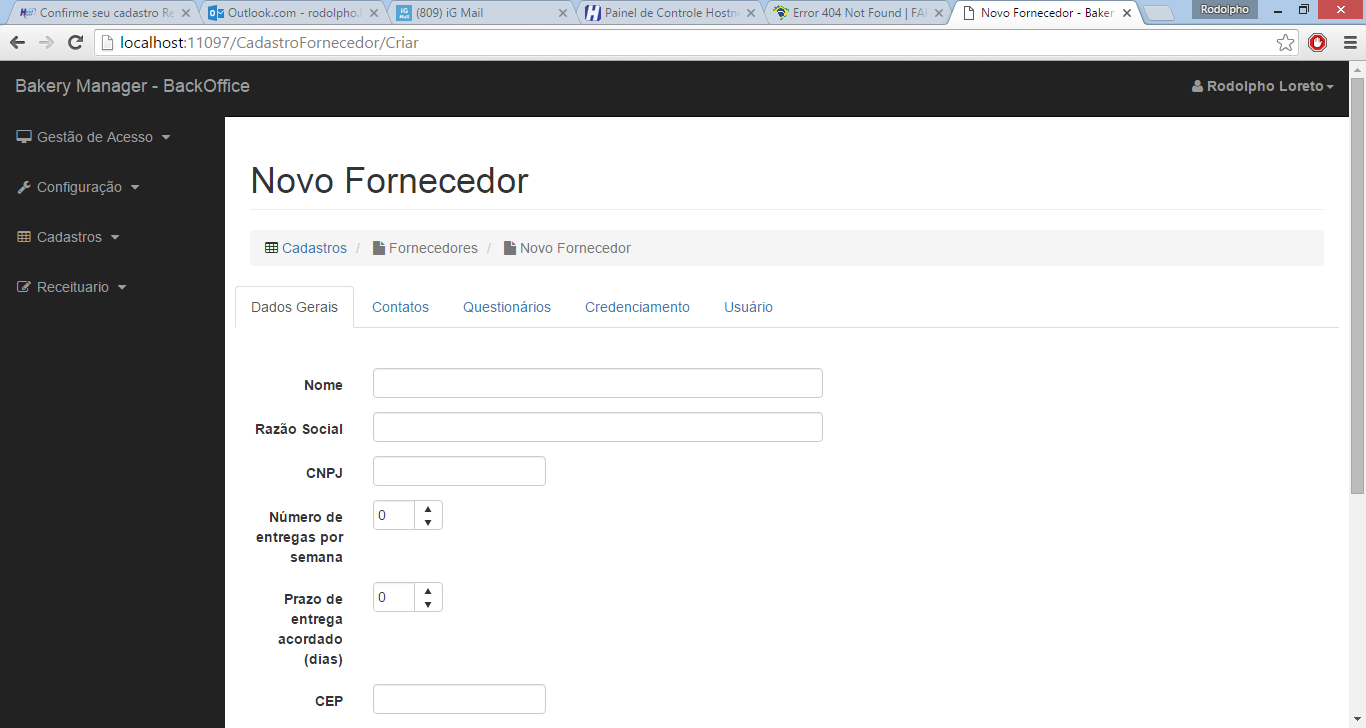 Confirme seu cadastro Re
Outlook.com - rodolpho.l
(809) iG Mail
Painel de Controle Hostne
Error 404 Not Found | FAI
Novo Fornecedor - Baker
Rodolpho
localhost:11097/CadastroFornecedor/Criar
Bakery Manager - BackOffice
Rodolpho Loreto
Gestão de Acesso
Configuração
Cadastros
Receituario
Novo Fornecedor
Cadastros / Fornecedores / Novo Fornecedor
Dados Gerais Contatos Questionários Credenciamento Usuário
Nome
Razão Social
CNPJ
Número de
entregas por
semana
0
Prazo de
entrega
acordado
(dias)
0
CEP